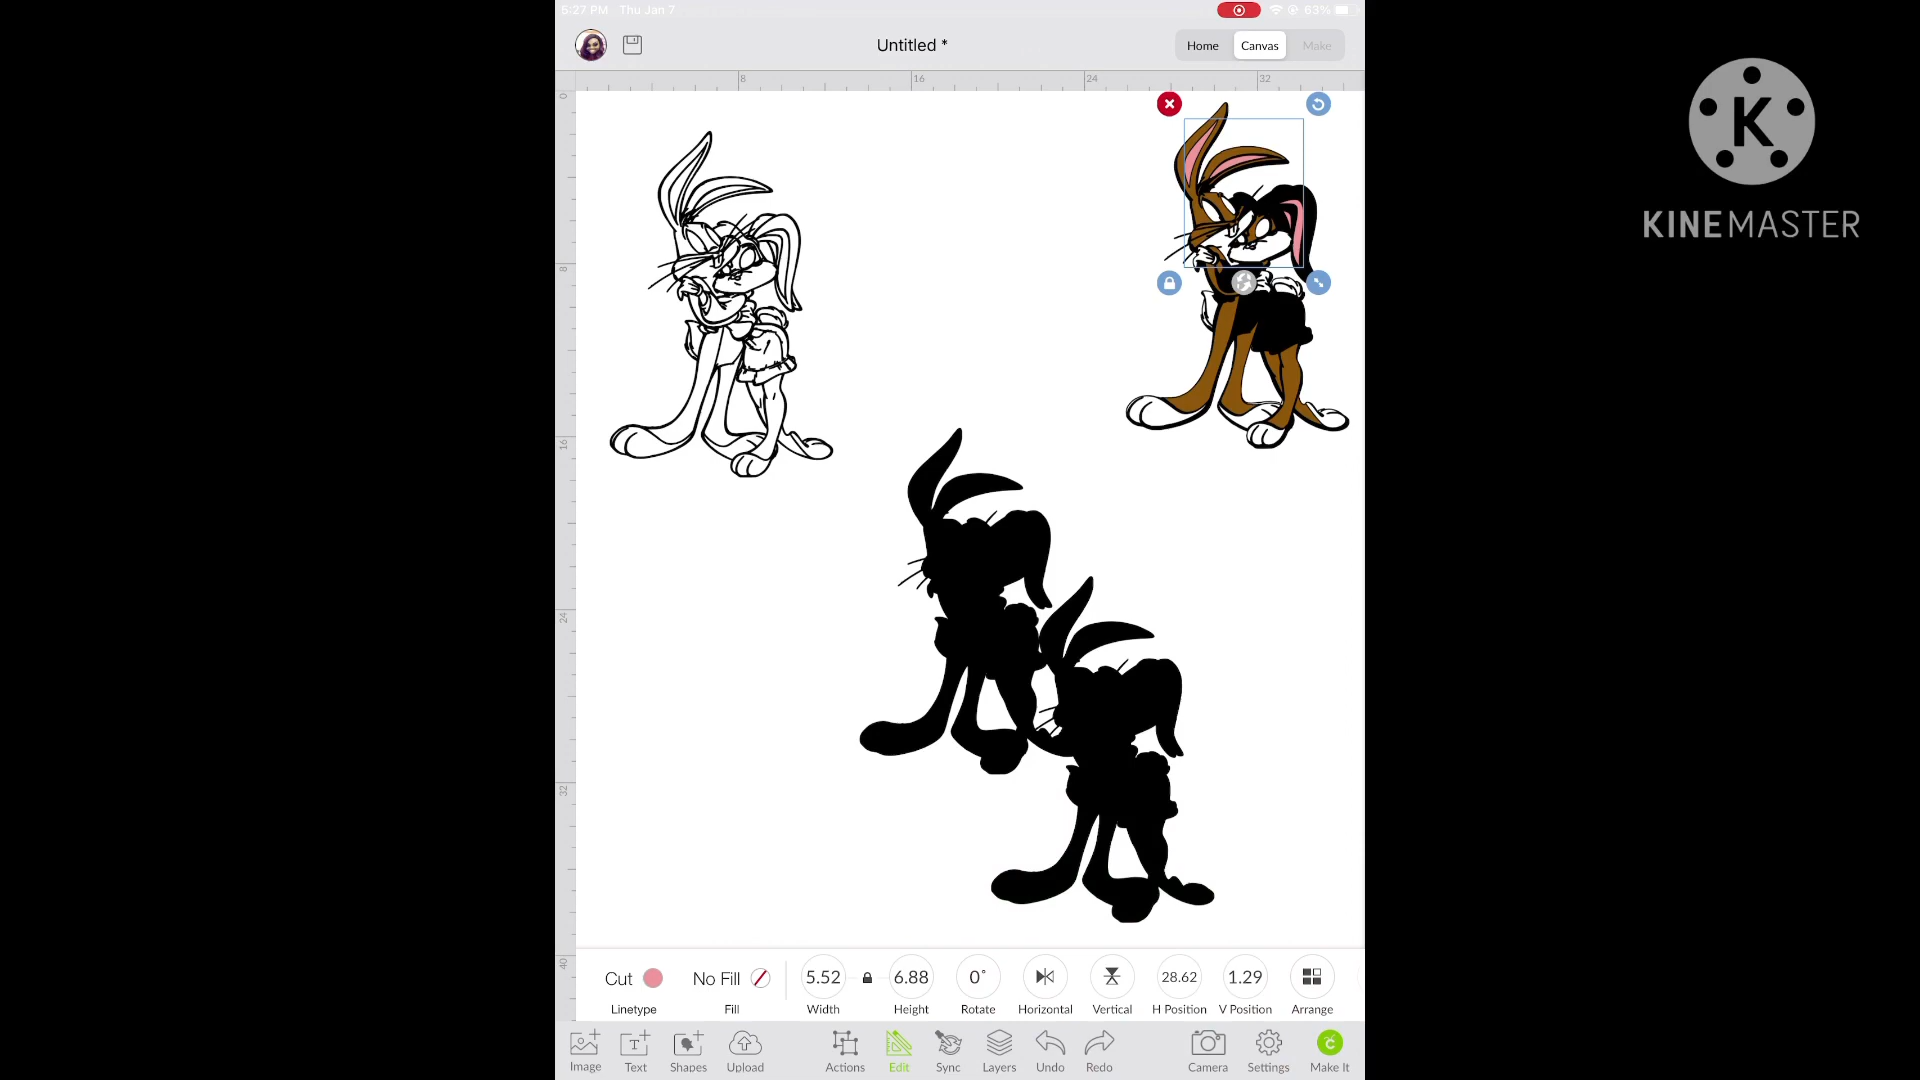 5:27 PM Thu Jan 7
63%
Untitled *
Home
Canvas
Make
8
16
24
32
0
8
16
24
32
40
K
KINEMASTER
Cut
No Fill
5.52
6.88
0°
28.62
1.29
Linetype
Fill
Width
Height
Rotate
Horizontal
Vertical
H Position
V Position
Arrange
T
C
Image
Text
Shapes
Upload
Actions
Edit
Sync
Layers
Undo
Redo
Camera
Settings
Make It